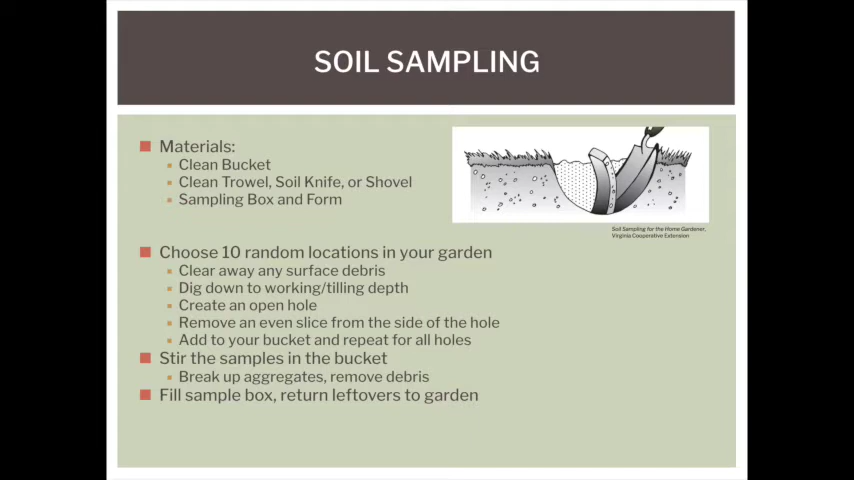 SOIL SAMPLING
Materials:
Clean Bucket
Clean Trowel, Soil Knife, or Shovel
Sampling Box and Form
Soil Sampling for the Home Gardener,
Virginia Cooperative Extension
Choose 10 random locations in your garden
Clear away any surface debris
Dig down to working/tilling depth
Create an open hole
Remove an even slice from the side of the hole
Add to your bucket and repeat for all holes
Stir the samples in the bucket
Break up aggregates, remove debris
Fill sample box, return leftovers to garden